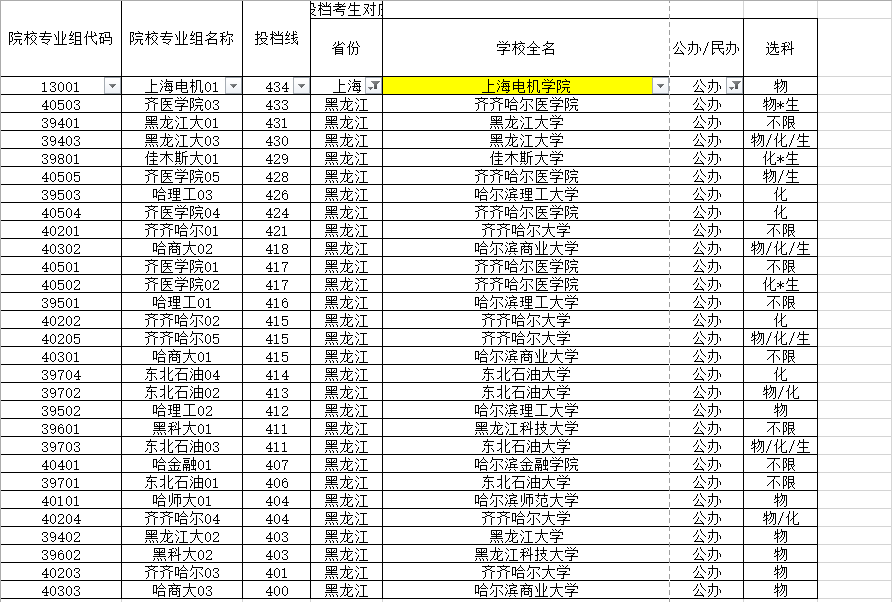 投档考生对应
院校专业组代码 院校专业组名称 投档线 省份 学校全名 公办/民办 选科
13001 上海电机01 434 上海 上海电机学院 公办 物
40503 齐医学院03 433 黑龙江 齐齐哈尔医学院 公办 物*生
39401 黑龙江大01 431 黑龙江 黑龙江大学 公办 不限
39403 黑龙江大03 430 黑龙江 黑龙江大学 公办 物/化/生
39801 佳木斯大01 429 黑龙江 佳木斯大学 公办 化*生
40505 齐医学院05 428 黑龙江 齐齐哈尔医学院 公办 物/生
39503 哈理工03 426 黑龙江 哈尔滨理工大学 公办 化
40504 齐医学院04 424 黑龙江 齐齐哈尔医学院 公办 化
40201 齐齐哈尔01 421 黑龙江 齐齐哈尔大学 公办 不限
40302 哈商大02 418 黑龙江 哈尔滨商业大学 公办 物/化/生
40501 齐医学院01 417 黑龙江 齐齐哈尔医学院 公办 不限
40502 齐医学院02 417 黑龙江 齐齐哈尔医学院 公办 化*生
39501 哈理工01 416 黑龙江 哈尔滨理工大学 公办 不限
40202 齐齐哈尔02 415 黑龙江 齐齐哈尔大学 公办 化
40205 齐齐哈尔05 415 黑龙江 齐齐哈尔大学 公办 物/化/生
40301 哈商大01 415 黑龙江 哈尔滨商业大学 公办 不限
39704 东北石油04 414 黑龙江 东北石油大学 公办 化
39702 东北石油02 413 黑龙江 东北石油大学 公办 物/化
39502 哈理工02 412 黑龙江 哈尔滨理工大学 公办 物
39601 黑科大01 411 黑龙江 黑龙江科技大学 公办 不限
39703 东北石油03 411 黑龙江 东北石油大学 公办 物/化/生
40401 哈金融01 407 黑龙江 哈尔滨金融学院 公办 不限
39701 东北石油01 406 黑龙江 东北石油大学 公办 不限
40101 哈师大01 404 黑龙江 哈尔滨师范大学 公办 物
40204 齐齐哈尔04 404 黑龙江 齐齐哈尔大学 公办 物/化
39402 黑龙江大02 403 黑龙江 黑龙江大学 公办 物
39602 黑科大02 403 黑龙江 黑龙江科技大学 公办 物
40203 齐齐哈尔03 401 黑龙江 齐齐哈尔大学 公办 物
40303 哈商大03 400 黑龙江 哈尔滨商业大学 公办 物